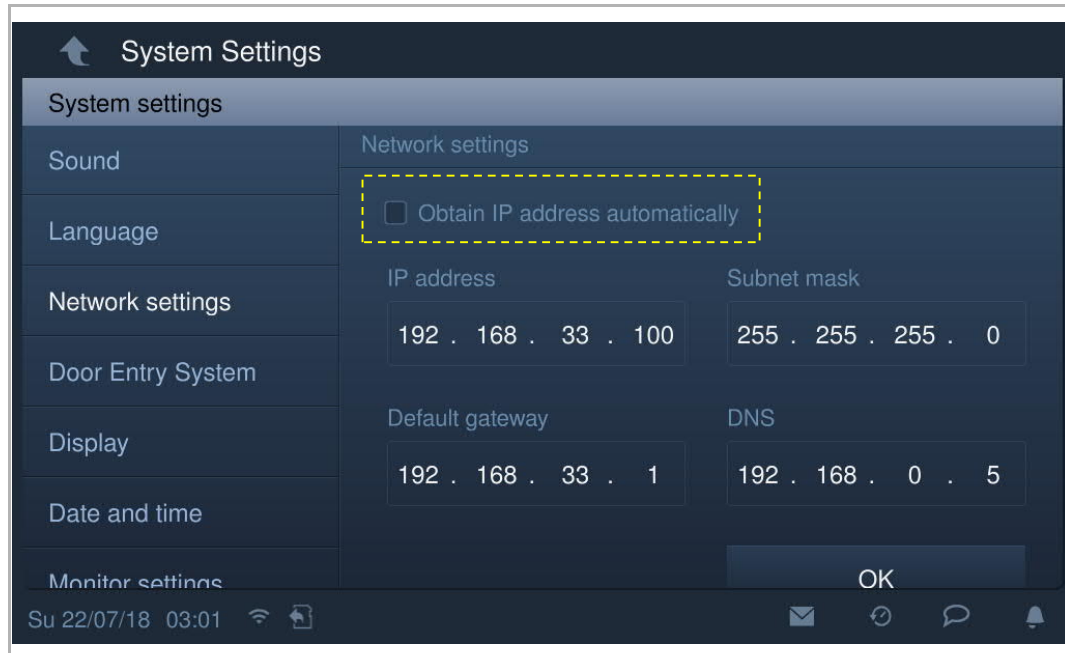 System Settings
System settings
Sound
Language
Network settings
Door Entry System
Display
Date and time
Monitor settings
Network settings
Obtain IP address automatically
IP address
Subnet mask
192 . 168 . 33 . 100
255 . 255 . 255 . 0
Default gateway
DNS
192 . 168 . 33 . 1
192 . 168 . 0 . 5
OK
Su 22/07/18 03:01